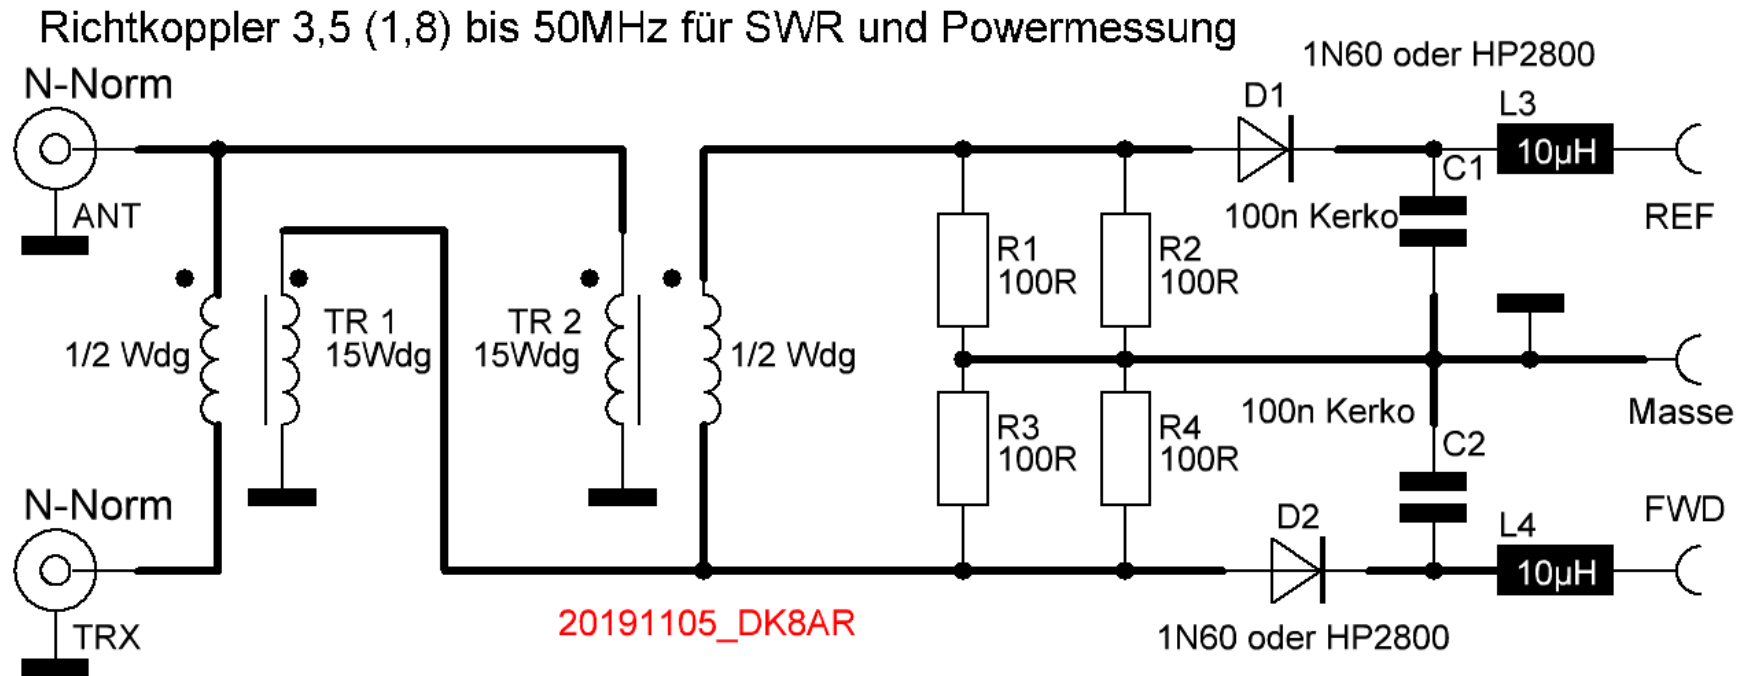 Richtkoppler 3,5 (1,8) bis 50MHz für SWR und Powermessung
1N60 oder HP2800
N-Norm
D1
L3
10µH
C1
ANT
100n Kerko
REF
R1
100R
R2
100R
TR 1
15Wdg
TR 2
15Wdg
1/2 Wdg
1/2 Wdg
100n Kerko
Masse
R3
100R
R4
100R
C2
N-Norm
D2
L4
FWD
10µH
TRX
20191105_DK8AR
1N60 oder HP2800